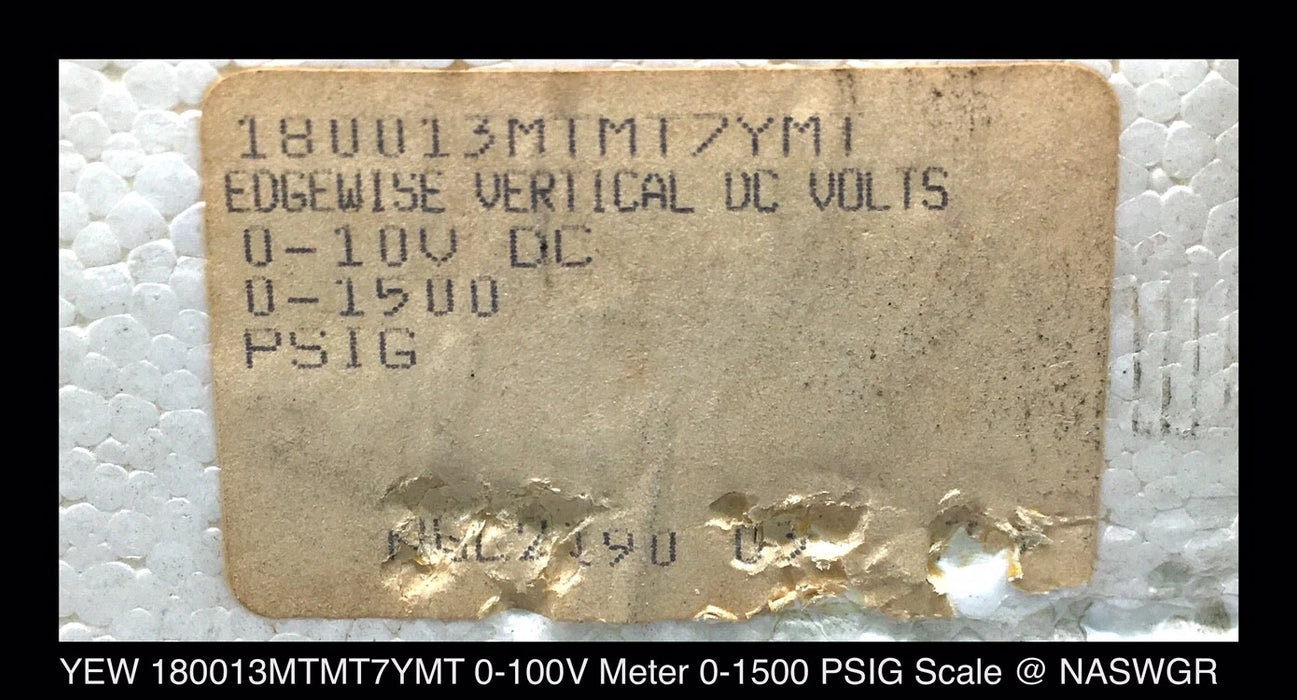 180013MTMT7YMT
EDGEWISE VERTICAL DC VOLTS
0-10V DC
0-1500
PSIG
YEW 180013MTMT7YMT 0-100V Meter 0-1500 PSIG Scale @ NASWGR